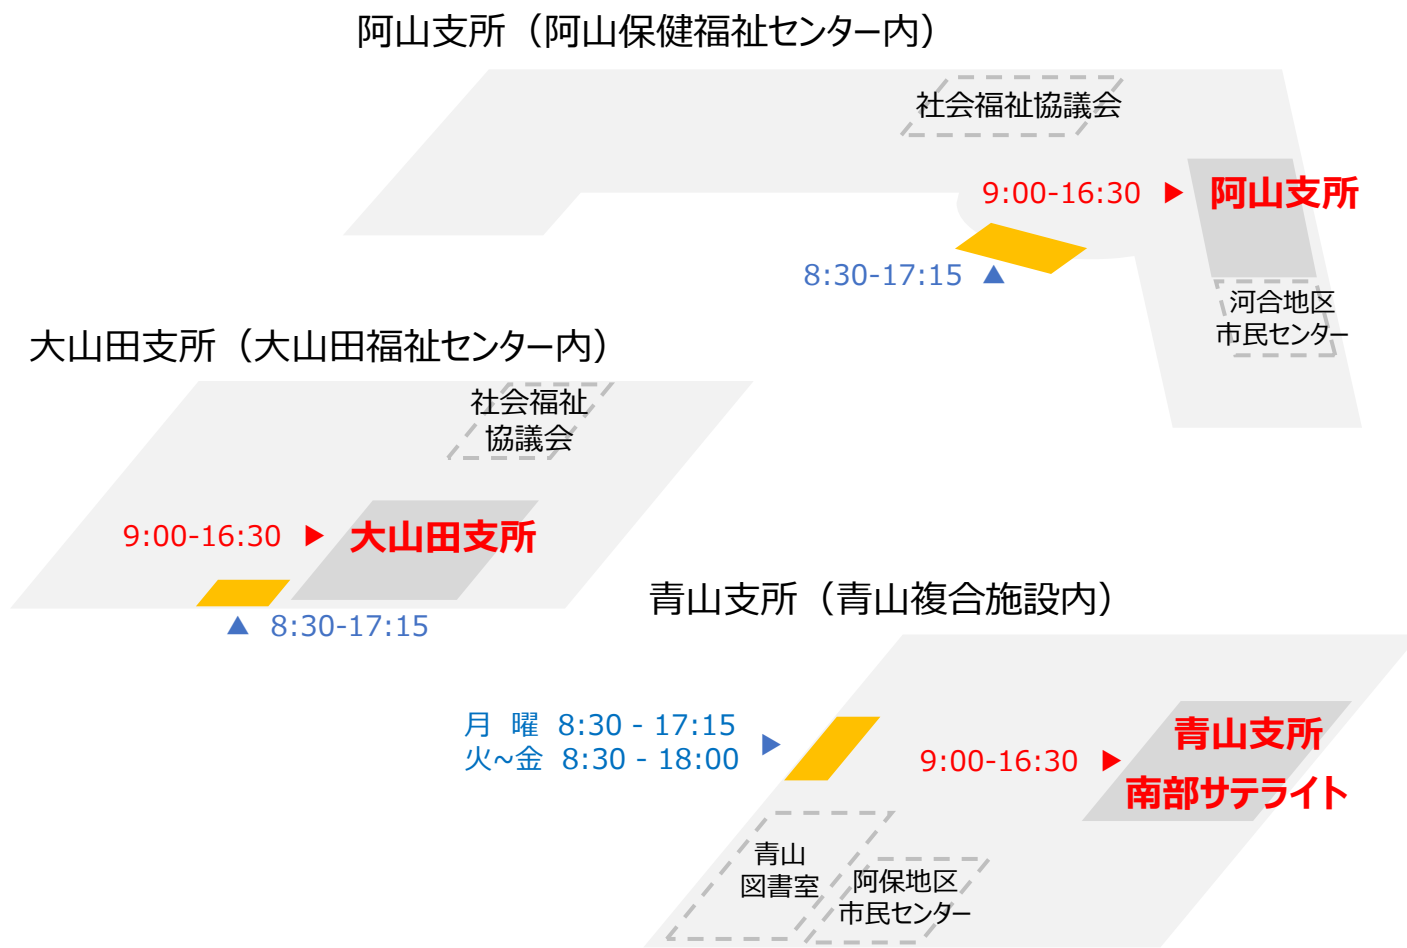 阿山支所（阿山保健福祉センター内）
社会福祉協議会
9:00-16:30 ▶ 阿山支所
8:30-17:15 ▲
河合地区
市民センター
大山田支所（大山田福祉センター内）
社会福祉
協議会
9:00-16:30 ▶ 大山田支所
▲ 8:30-17:15
青山支所（青山複合施設内）
月 曜 8:30 - 17:15
火~金 8:30 - 18:00
▶
9:00-16:30 ▶
青山支所
南部サテライト
青山
図書室
阿保地区
市民センター